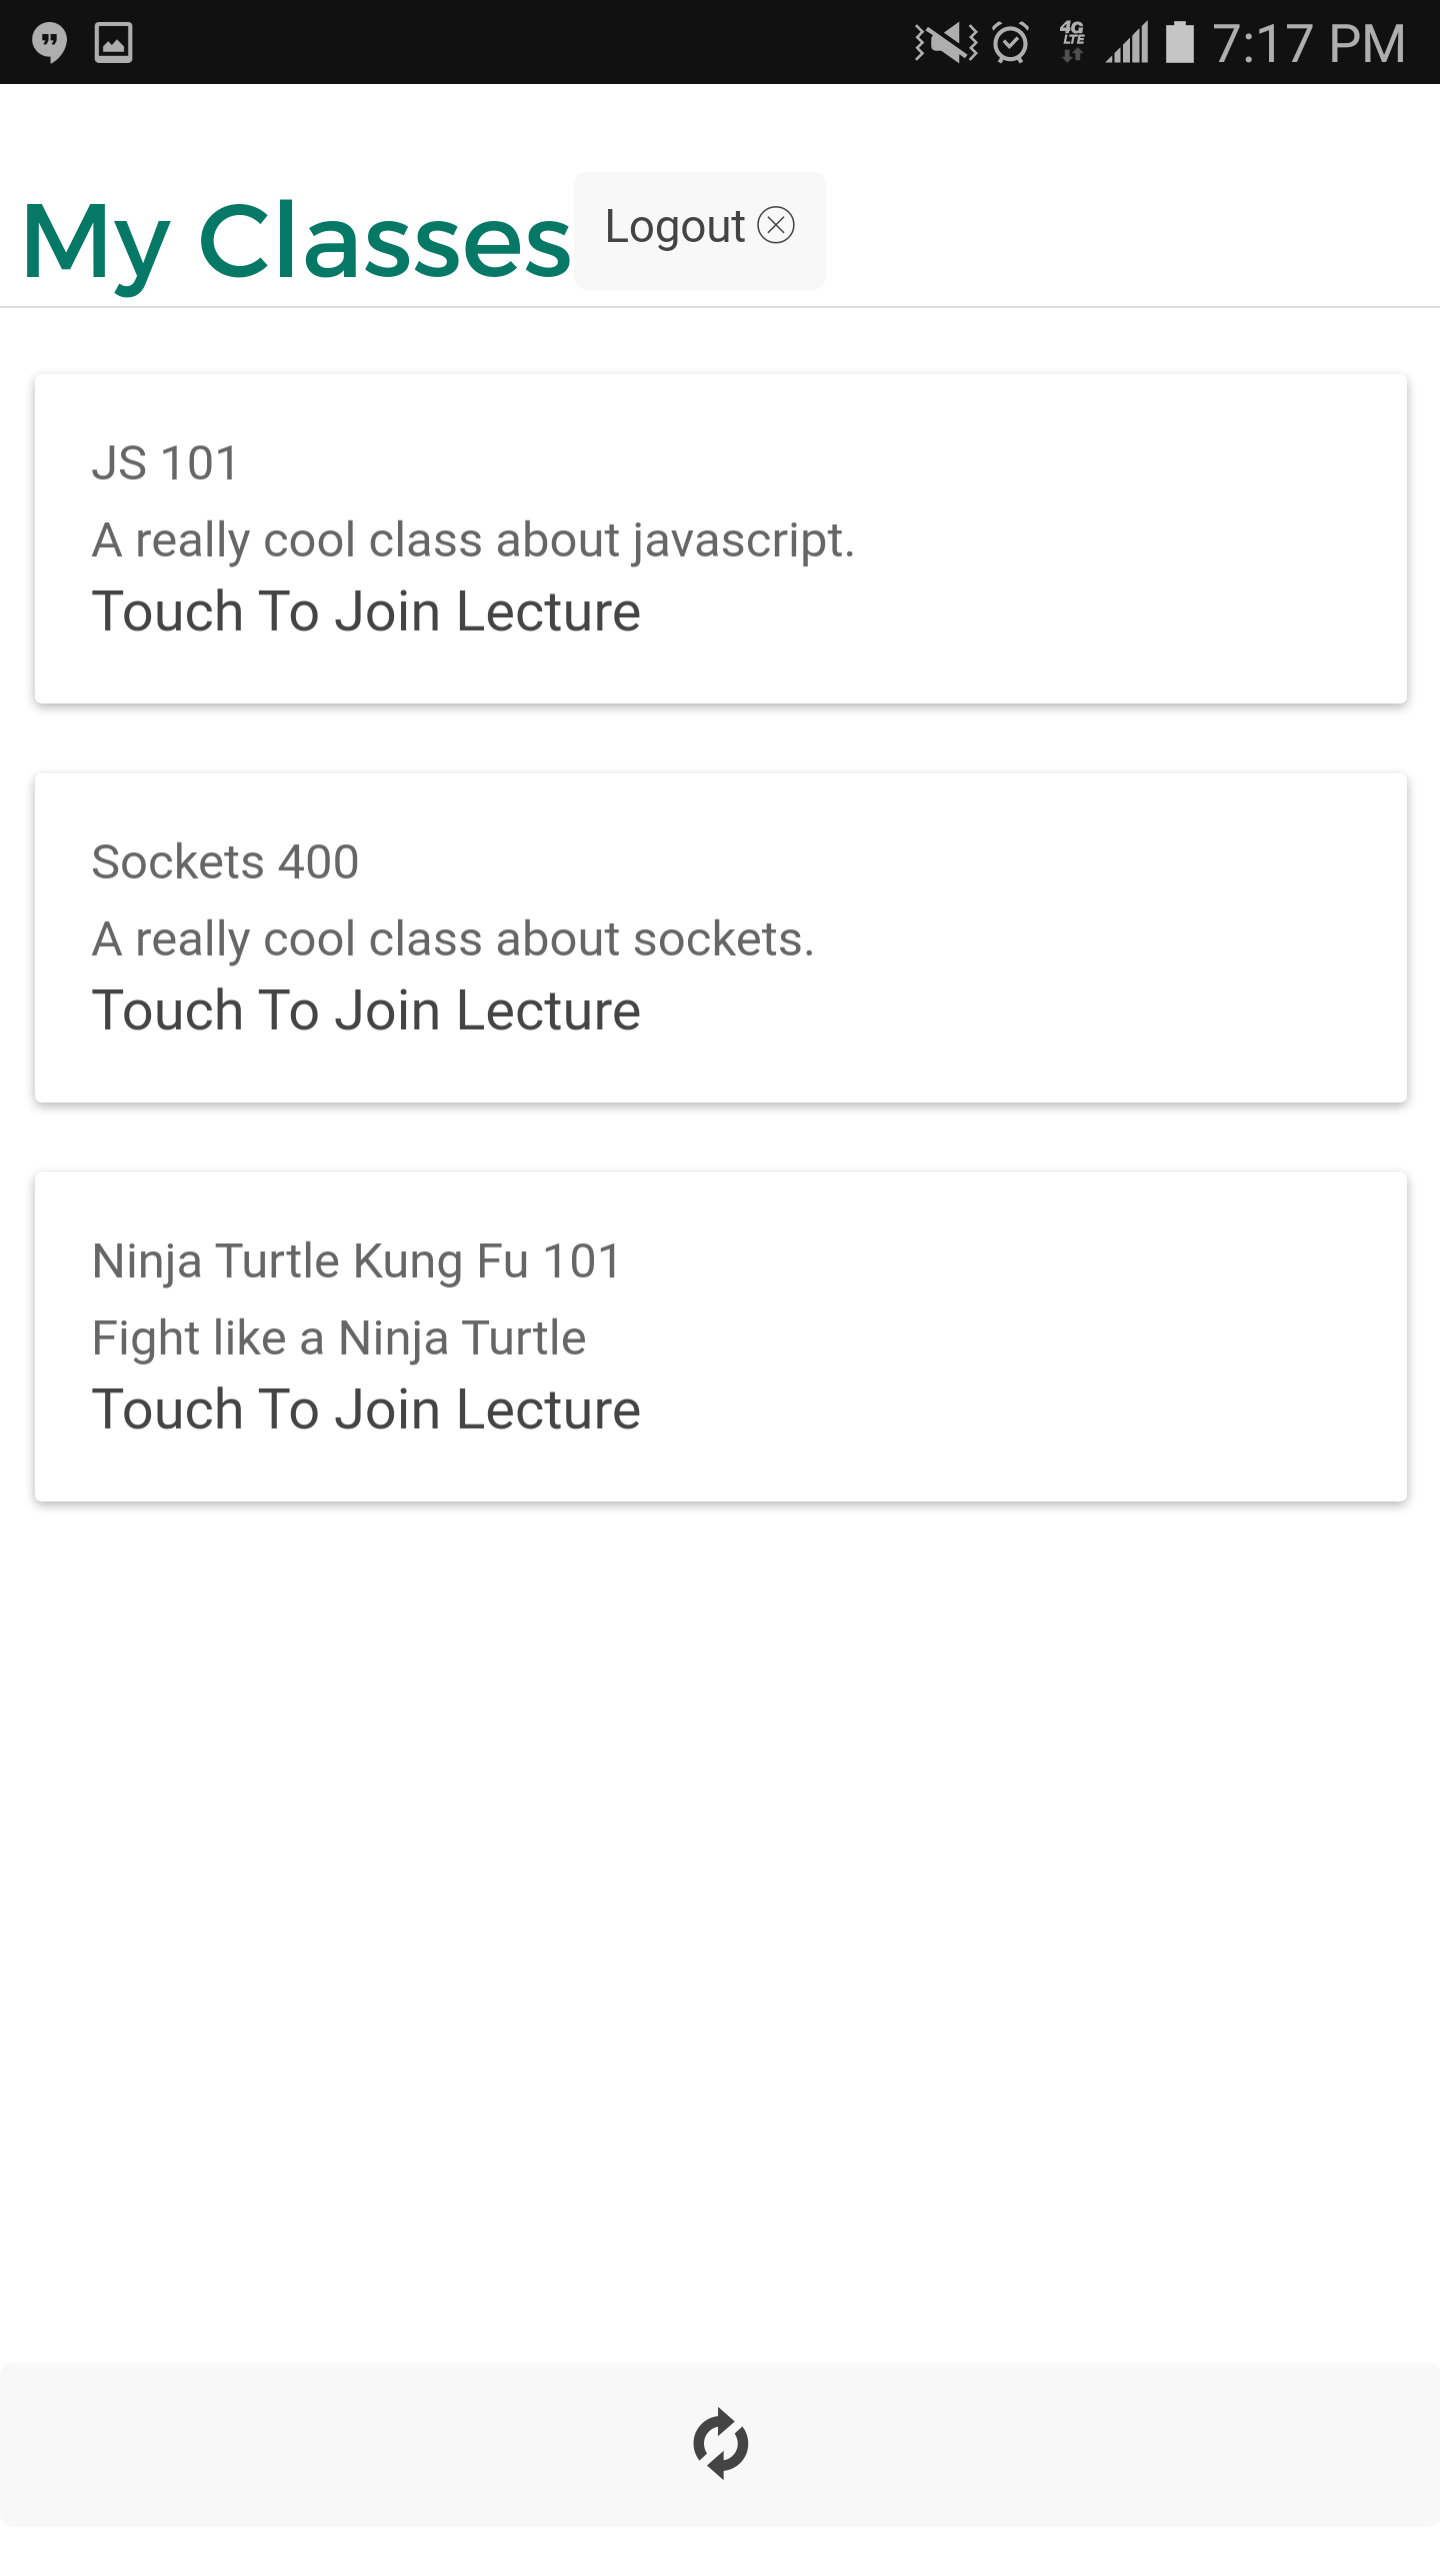 4G LTE 7:17 PM
My Classes Logout
JS 101
A really cool class about javascript.
Touch To Join Lecture
Sockets 400
A really cool class about sockets.
Touch To Join Lecture
Ninja Turtle Kung Fu 101
Fight like a Ninja Turtle
Touch To Join Lecture